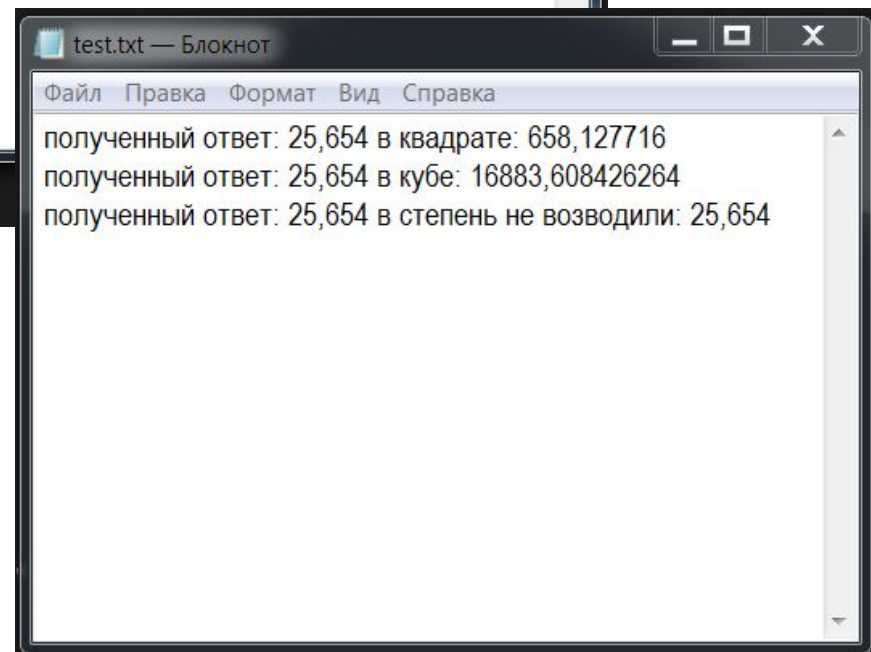 test.txt — Блокнот
Файл Правка Формат Вид Справка
полученный ответ: 25,654 в квадрате: 658,127716
полученный ответ: 25,654 в кубе: 16883,608426264
полученный ответ: 25,654 в степень не возводили: 25,654